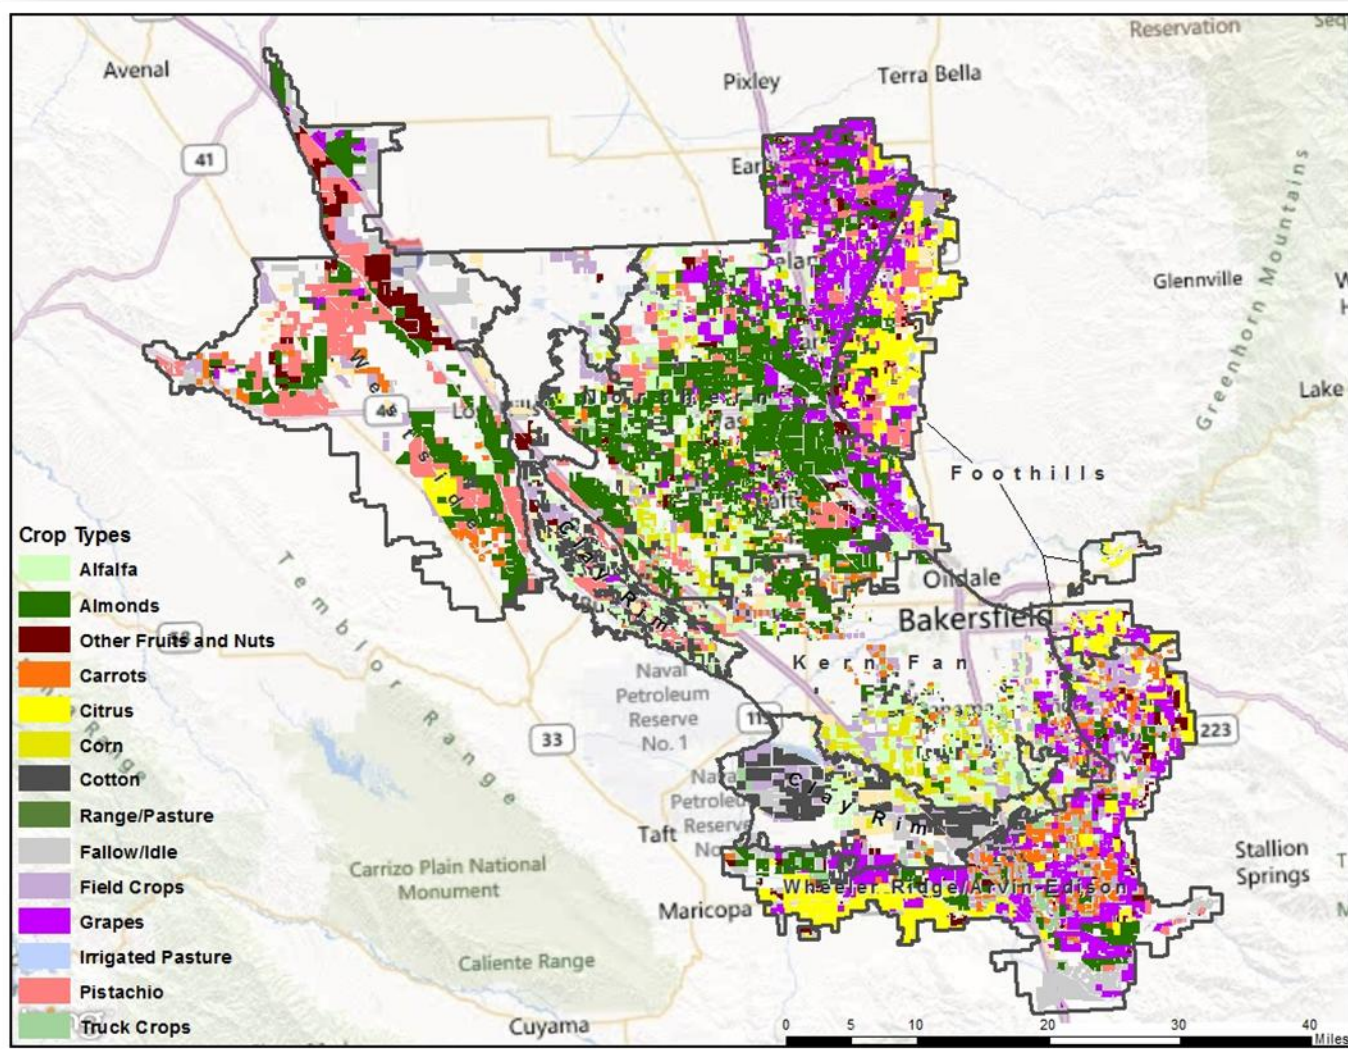 Reservation
Avenal
Pixley
Terra Bella
41
Glennville
Greenhorn Mountains
Lake
Westside
Northern
Foothills
Clay Rim
Oildale
Bakersfield
Kern Fan
Temblor Range
Naval
Petroleum
Reserve
No. 1
33
223
Clay Rim
Taft
Stallion
Springs
Carrizo Plain National
Monument
Wheeler Ridge/Arvin-Edison
Maricopa
Caliente Range
Cuyama
Crop Types
Alfalfa
Almonds
Other Fruits and Nuts
Carrots
Citrus
Corn
Cotton
Range/Pasture
Fallow/Idle
Field Crops
Grapes
Irrigated Pasture
Pistachio
Truck Crops
0 5 10 20 30 40
Miles